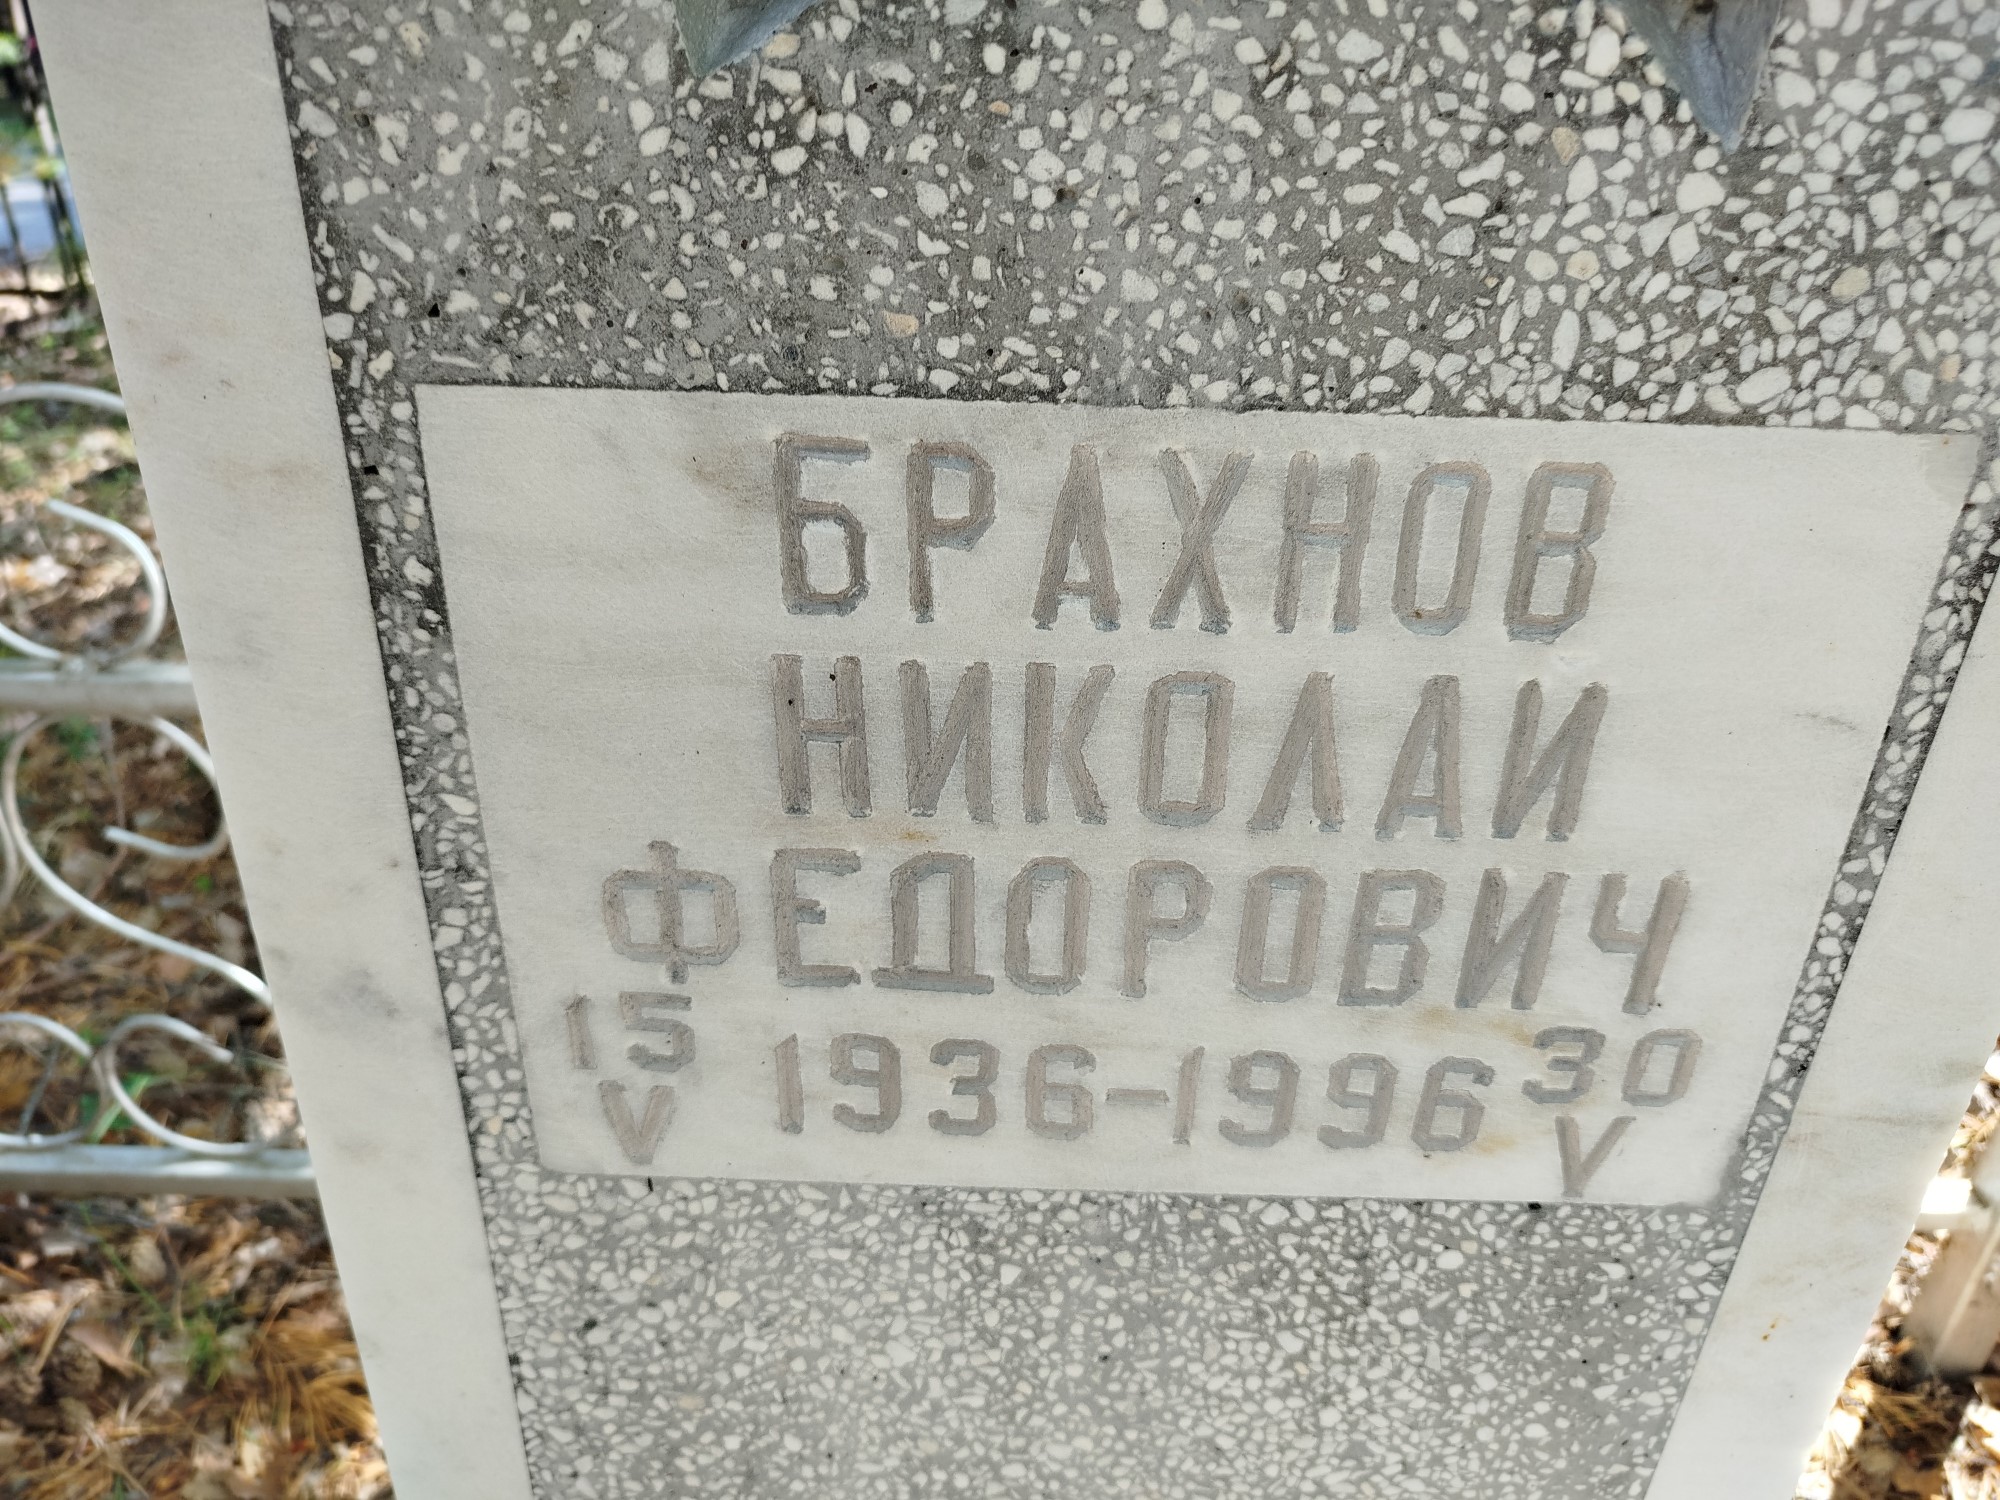 БРАХНОВ
НИКОЛАИ
ФЕДОРОВИЧ
15 1936-1996 30
V V